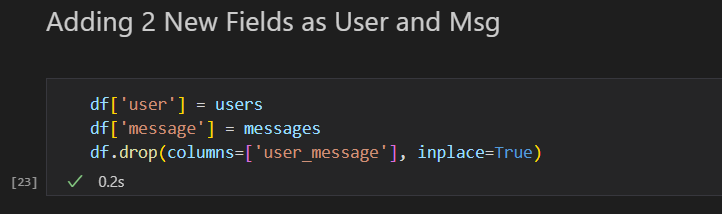 Adding 2 New Fields as User and Msg
df['user'] = users
df['message'] = messages
df.drop(columns=['user_message'], inplace=True)
[23]
0.2s